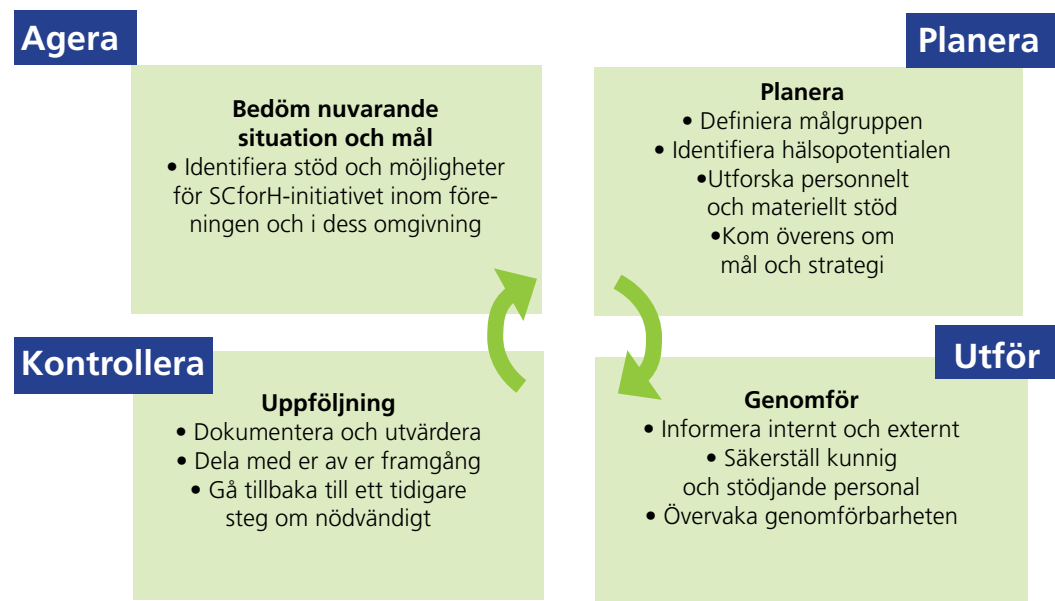 Agera
Bedöm nuvarande
situation och mål
• Identifiera stöd och möjligheter
för SCforH-initiativet inom före-
ningen och i dess omgivning
Planera
Planera
• Definiera målgruppen
• Identifiera hälsopotentialen
•Utforska personnelt
och materiellt stöd
•Kom överens om
mål och strategi
Kontrollera
Uppföljning
• Dokumentera och utvärdera
• Dela med er av er framgång
• Gå tillbaka till ett tidigare
steg om nödvändigt
Utför
Genomför
• Informera internt och externt
• Säkerställ kunnig
och stödjande personal
• Övervaka genomförbarheten